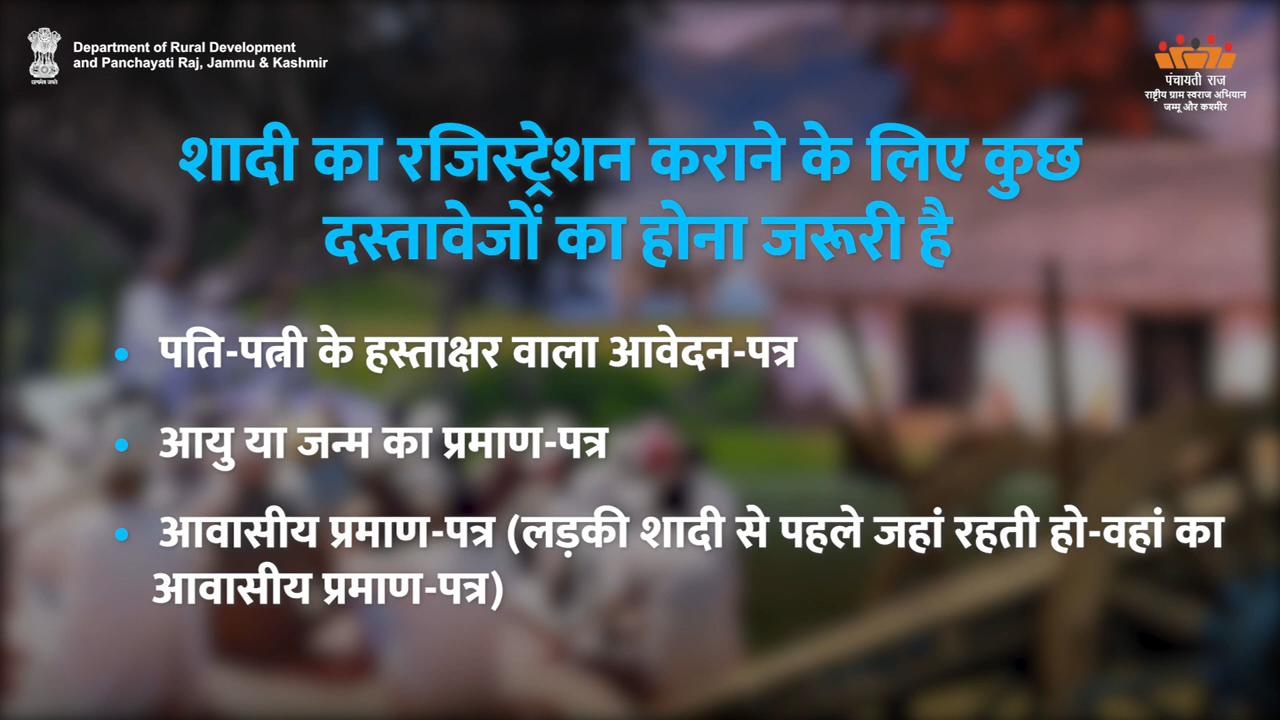 Department of Rural Development
and Panchayati Raj, Jammu & Kashmir
पंचायती राज
राष्ट्रीय ग्राम स्वराज अभियान
जम्मू और कश्मीर
शादी का रजिस्ट्रेशन कराने के लिए कुछ
दस्तावेजों का होना जरूरी है
• पति-पत्नी के हस्ताक्षर वाला आवेदन-पत्र
• आयु या जन्म का प्रमाण-पत्र
• आवासीय प्रमाण-पत्र (लड़की शादी से पहले जहां रहती हो-वहां का
आवासीय प्रमाण-पत्र)